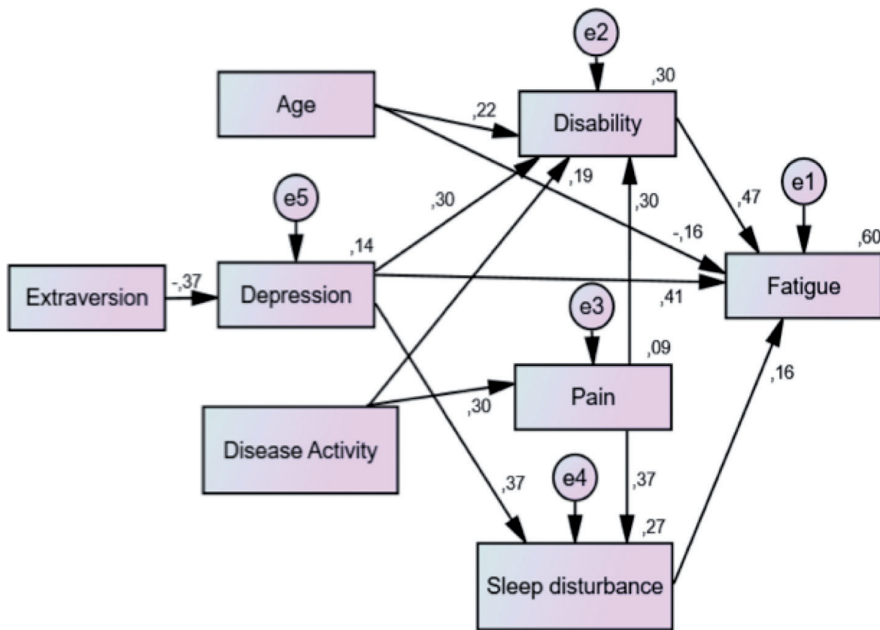 e2
,30
Age
,22
Disability
,19
e5
,30
,30
,47
e1
-,16
,60
,14
Extraversion
-,37
Depression
,41
Fatigue
e3
,09
Disease Activity
,30
Pain
,16
,37
e4
,37
,27
Sleep disturbance